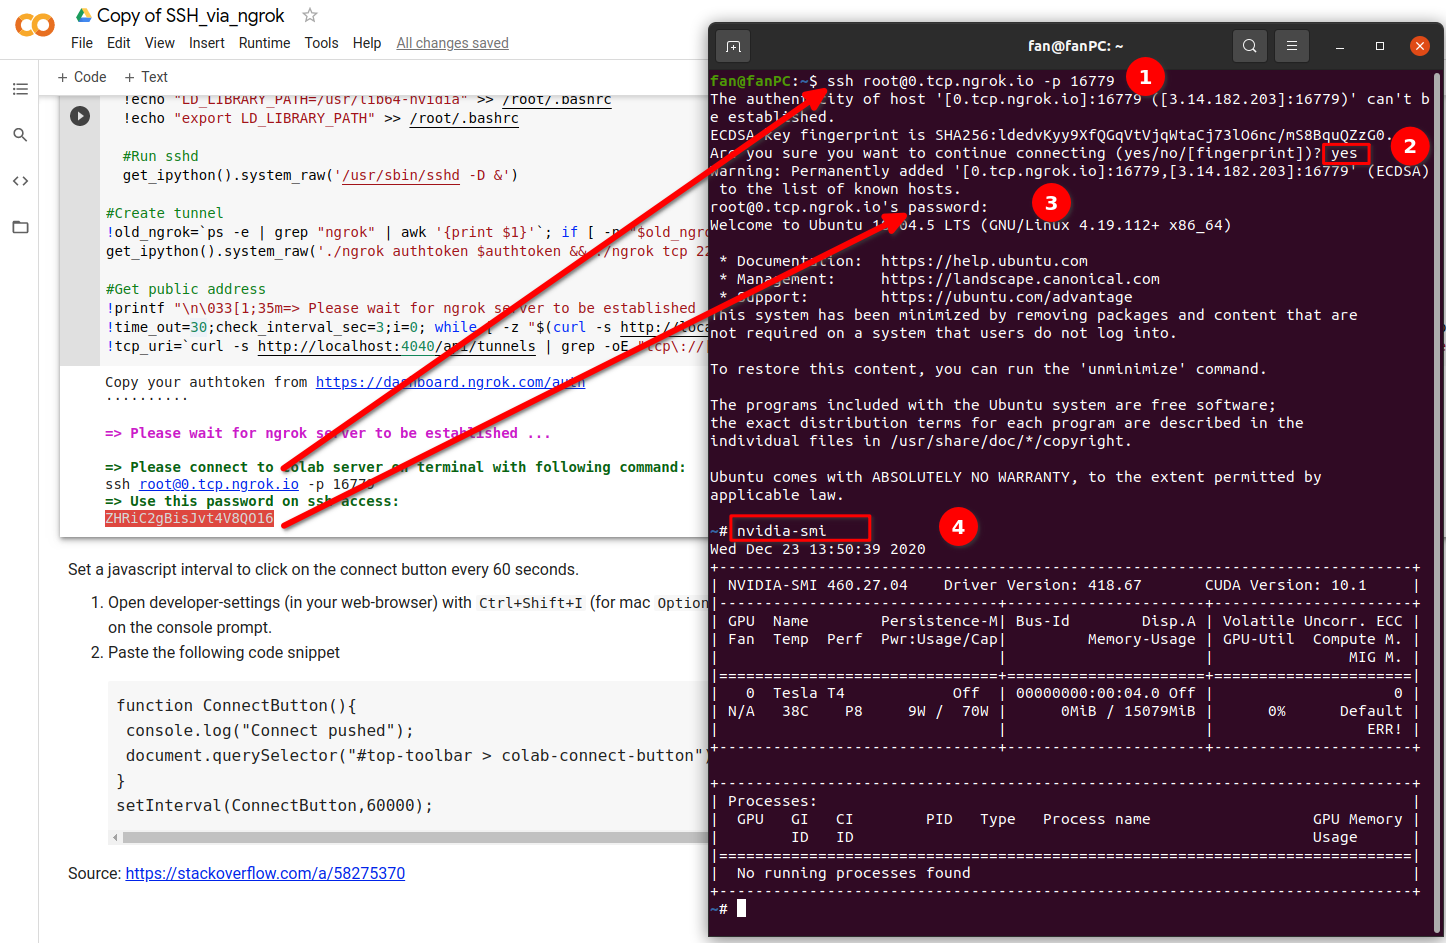 Copy of SSH_via_ngrok
File Edit View Insert Runtime Tools Help All changes saved
+ Code + Text
!echo "LD_LIBRARY_PATH=/usr/lib64-nvidia" >> /root/.bashrc
!echo "export LD_LIBRARY_PATH" >> /root/.bashrc
#Run sshd
get_ipython().system_raw('/usr/sbin/sshd -D &')
#Create tunnel
!old_ngrok=`ps -e | grep "ngrok" | awk '{print $1}'`; if [ -n "$old_ngro
get_ipython().system_raw('./ngrok authtoken $authtoken && ./ngrok tcp 22
#Get public address
!printf "\n\033[1;35m=> Please wait for ngrok server to be established
!time_out=30;check_interval_sec=3;i=0; while [ -z "$(curl -s http://loca
!tcp_uri=`curl -s http://localhost:4040/api/tunnels | grep -oE "tcp\://
Copy your authtoken from https://dashboard.ngrok.com/auth
··········
=> Please wait for ngrok server to be established ...
=> Please connect to colab server on terminal with following command:
ssh root@0.tcp.ngrok.io -p 16779
=> Use this password on ssh access:
ZHRiC2gBisJvt4V8QO16
Set a javascript interval to click on the connect button every 60 seconds.
1. Open developer-settings (in your web-browser) with Ctrl+Shift+I (for mac Option
on the console prompt.
2. Paste the following code snippet
function ConnectButton(){
console.log("Connect pushed");
document.querySelector("#top-toolbar > colab-connect-button")
}
setInterval(ConnectButton,60000);
Source: https://stackoverflow.com/a/58275370
fan@fanPC: ~
fan@fanPC:~$ ssh root@0.tcp.ngrok.io -p 16779
1
The authenticity of host '[0.tcp.ngrok.io]:16779 ([3.14.182.203]:16779)' can't b
e established.
ECDSA key fingerprint is SHA256:ldedvKyy9XfQGqVtVjqWtaCj73lO6nc/mS8BquQZzG0.
Are you sure you want to continue connecting (yes/no/[fingerprint])? yes
2
Warning: Permanently added '[0.tcp.ngrok.io]:16779,[3.14.182.203]:16779' (ECDSA)
to the list of known hosts.
root@0.tcp.ngrok.io's password:
3
Welcome to Ubuntu 18.04.5 LTS (GNU/Linux 4.19.112+ x86_64)
* Documentation: https://help.ubuntu.com
* Management: https://landscape.canonical.com
* Support: https://ubuntu.com/advantage
This system has been minimized by removing packages and content that are
not required on a system that users do not log into.
To restore this content, you can run the 'unminimize' command.
The programs included with the Ubuntu system are free software;
the exact distribution terms for each program are described in the
individual files in /usr/share/doc/*/copyright.
Ubuntu comes with ABSOLUTELY NO WARRANTY, to the extent permitted by
applicable law.
~# nvidia-smi
4
Wed Dec 23 13:50:39 2020
+-----------------------------------------------------------------------------+
| NVIDIA-SMI 460.27.04    Driver Version: 418.67       CUDA Version: 10.1     |
|-------------------------------+----------------------+----------------------+
| GPU  Name        Persistence-M| Bus-Id        Disp.A | Volatile Uncorr. ECC |
| Fan  Temp  Perf  Pwr:Usage/Cap|         Memory-Usage | GPU-Util  Compute M. |
|                               |                      |               MIG M. |
|===============================+======================+======================|
|   0  Tesla T4            Off  | 00000000:00:04.0 Off |                    0 |
| N/A   38C    P8     9W /  70W |      0MiB / 15079MiB |      0%      Default |
|                               |                      |                 ERR! |
+-------------------------------+----------------------+----------------------+
+-----------------------------------------------------------------------------+
| Processes:                                                                  |
|  GPU   GI   CI        PID   Type   Process name                  GPU Memory |
|        ID   ID                                                   Usage      |
|=============================================================================|
|  No running processes found                                                 |
+-----------------------------------------------------------------------------+
~#